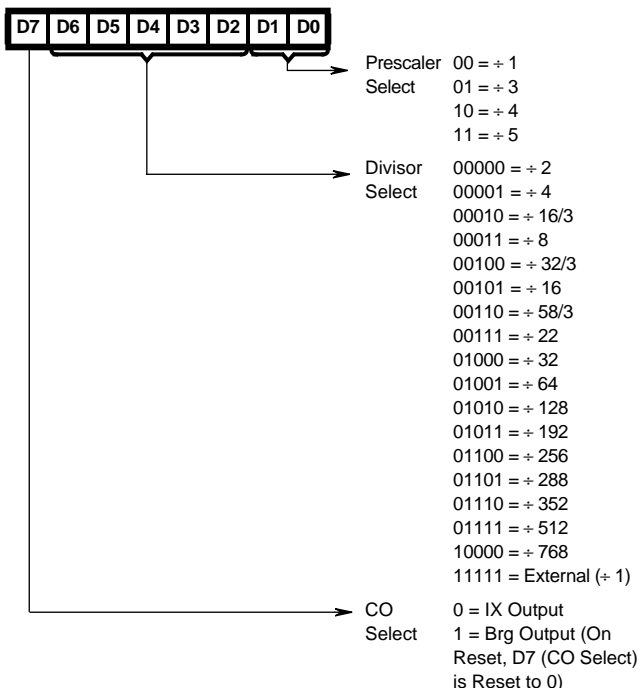 D7 D6 D5 D4 D3 D2 D1 D0
Prescaler 00 = ÷ 1
Select 01 = ÷ 3
10 = ÷ 4
11 = ÷ 5
Divisor 00000 = ÷ 2
Select 00001 = ÷ 4
00010 = ÷ 16/3
00011 = ÷ 8
00100 = ÷ 32/3
00101 = ÷ 16
00110 = ÷ 58/3
00111 = ÷ 22
01000 = ÷ 32
01001 = ÷ 64
01010 = ÷ 128
01011 = ÷ 192
01100 = ÷ 256
01101 = ÷ 288
01110 = ÷ 352
01111 = ÷ 512
10000 = ÷ 768
11111 = External (÷ 1)
CO 0 = IX Output
Select 1 = Brg Output (On
Reset, D7 (CO Select)
is Reset to 0)